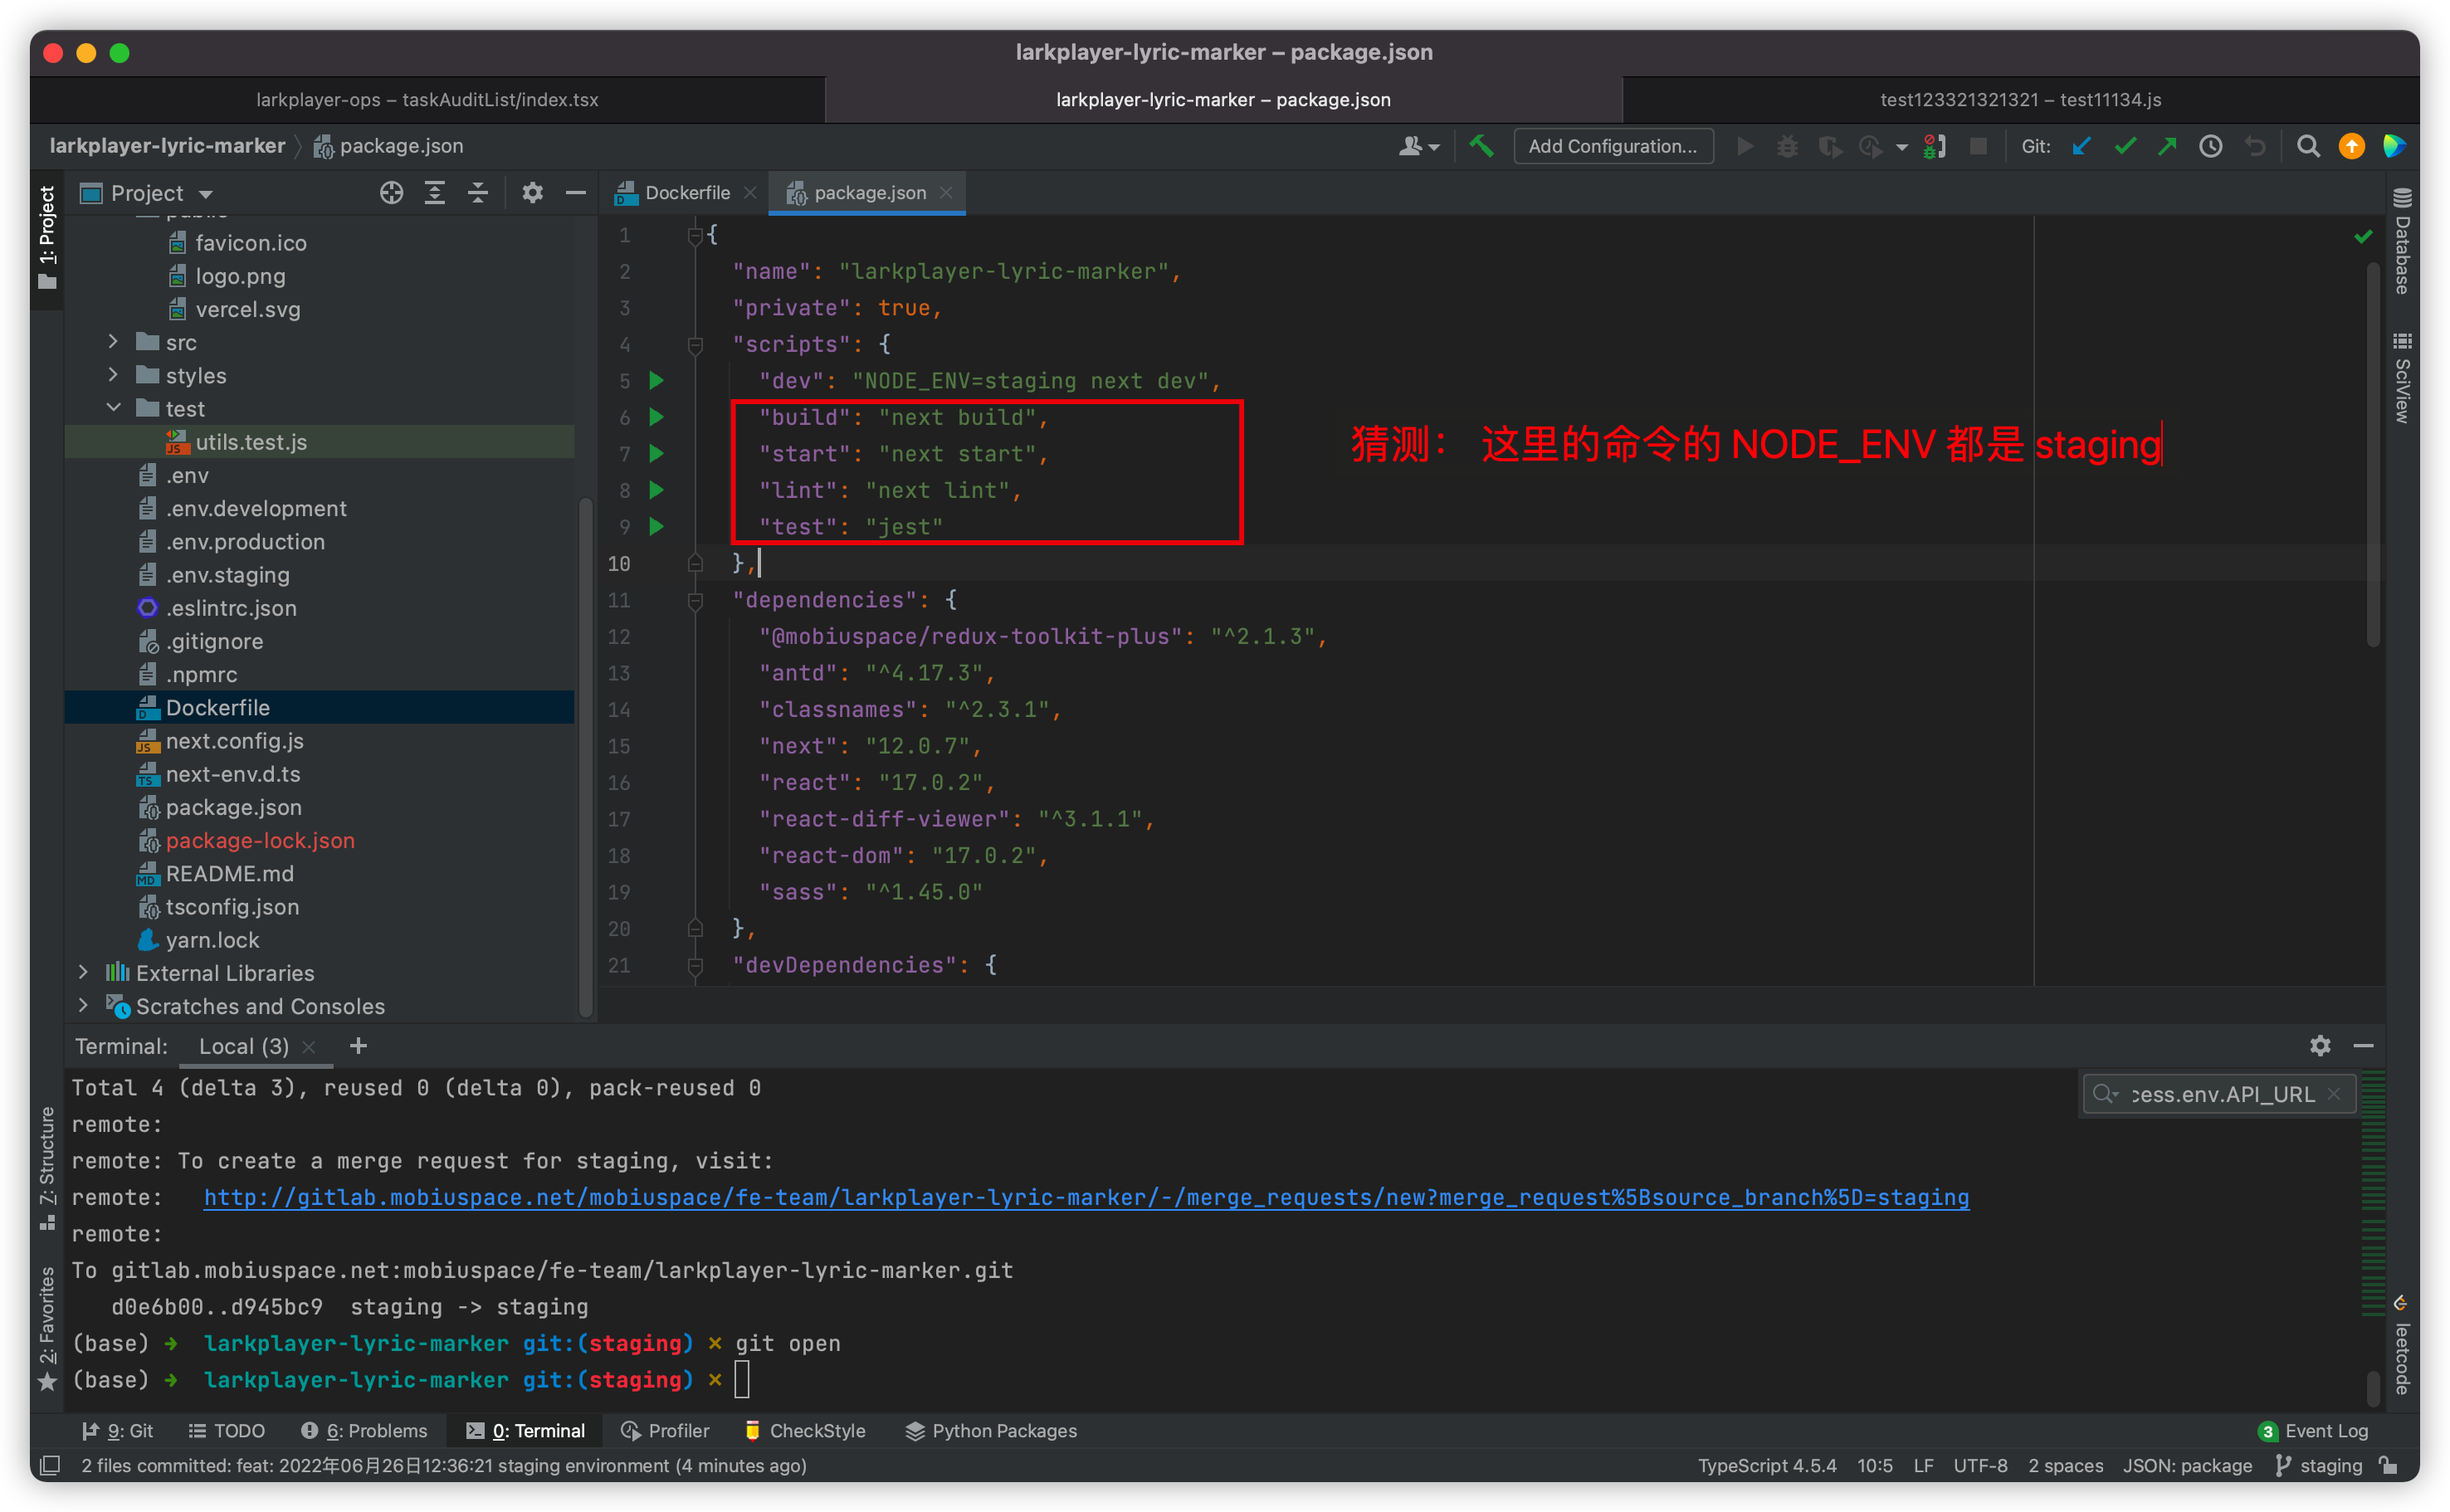 larkplayer-lyric-marker – package.json
larkplayer-ops – taskAuditList/index.tsx
larkplayer-lyric-marker – package.json
test123321321321 – test11134.js
larkplayer-lyric-marker
package.json
Add Configuration...
Git:
1: Project
Project
favicon.ico
logo.png
vercel.svg
src
styles
test
utils.test.js
.env
.env.development
.env.production
.env.staging
.eslintrc.json
.gitignore
.npmrc
Dockerfile
next.config.js
next-env.d.ts
package.json
package-lock.json
README.md
tsconfig.json
yarn.lock
External Libraries
Scratches and Consoles
Dockerfile
package.json
1 {
2 "name": "larkplayer-lyric-marker",
3 "private": true,
4 "scripts": {
5 "dev": "NODE_ENV=staging next dev",
6 "build": "next build",
7 "start": "next start",
8 "lint": "next lint",
9 "test": "jest"
10 },
11 "dependencies": {
12 "@mobiuspace/redux-toolkit-plus": "^2.1.3",
13 "antd": "^4.17.3",
14 "classnames": "^2.3.1",
15 "next": "12.0.7",
16 "react": "17.0.2",
17 "react-diff-viewer": "^3.1.1",
18 "react-dom": "17.0.2",
19 "sass": "^1.45.0"
20 },
21 "devDependencies": {
猜测： 这里的命令的 NODE_ENV 都是 staging
Database
SciView
leetcode
7: Structure
2: Favorites
Terminal:
Local (3)
cess.env.API_URL
Total 4 (delta 3), reused 0 (delta 0), pack-reused 0
remote:
remote: To create a merge request for staging, visit:
remote:   http://gitlab.mobiuspace.net/mobiuspace/fe-team/larkplayer-lyric-marker/-/merge_requests/new?merge_request%5Bsource_branch%5D=staging
remote:
To gitlab.mobiuspace.net:mobiuspace/fe-team/larkplayer-lyric-marker.git
   d0e6b00..d945bc9  staging -> staging
(base) ➜  larkplayer-lyric-marker git:(staging) ✗ git open
(base) ➜  larkplayer-lyric-marker git:(staging) ✗
9: Git
TODO
6: Problems
0: Terminal
Profiler
CheckStyle
Python Packages
3 Event Log
2 files committed: feat: 2022年06月26日12:36:21 staging environment (4 minutes ago)
TypeScript 4.5.4
10:5
LF
UTF-8
2 spaces
JSON: package
staging